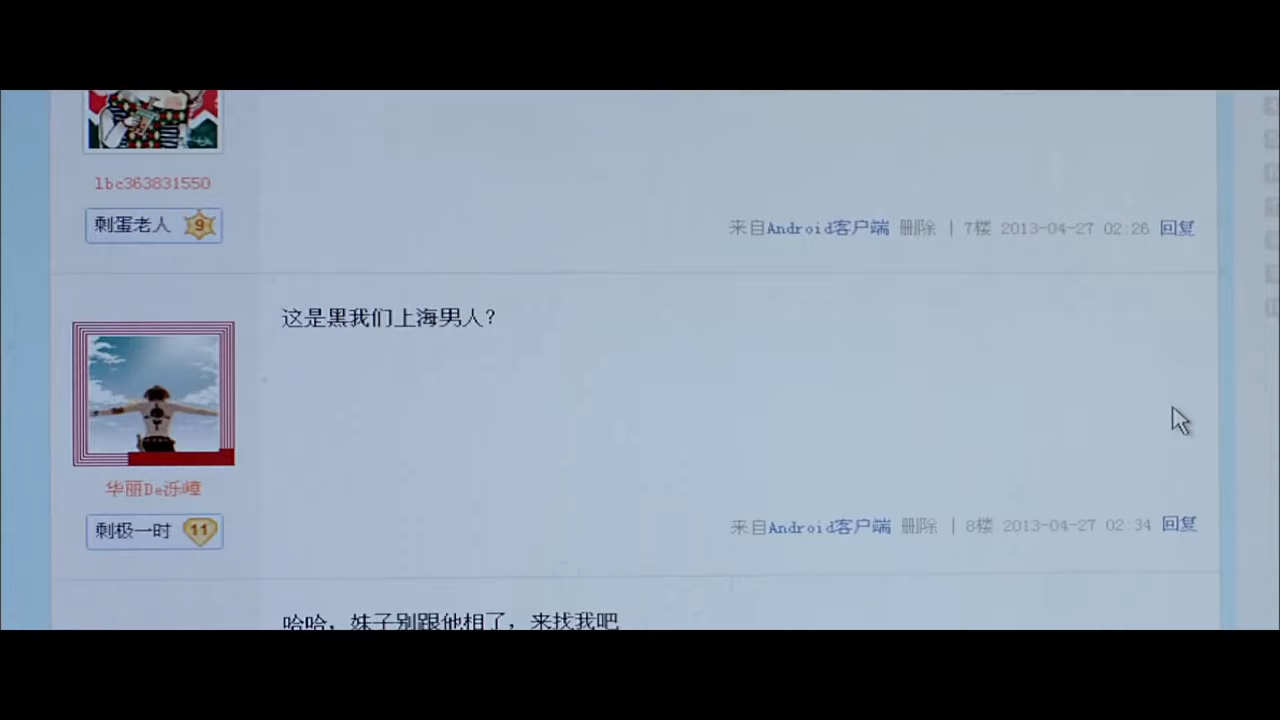 lbc363831550
剩蛋老人 9
来自Android客户端 删除 | 7楼 2013-04-27 02:26 回复
这是黑我们上海男人?
华丽De泺嶂
剩极一时 11
来自Android客户端 删除 | 8楼 2013-04-27 02:34 回复
哈哈，妹子别跟他相了，来找我吧